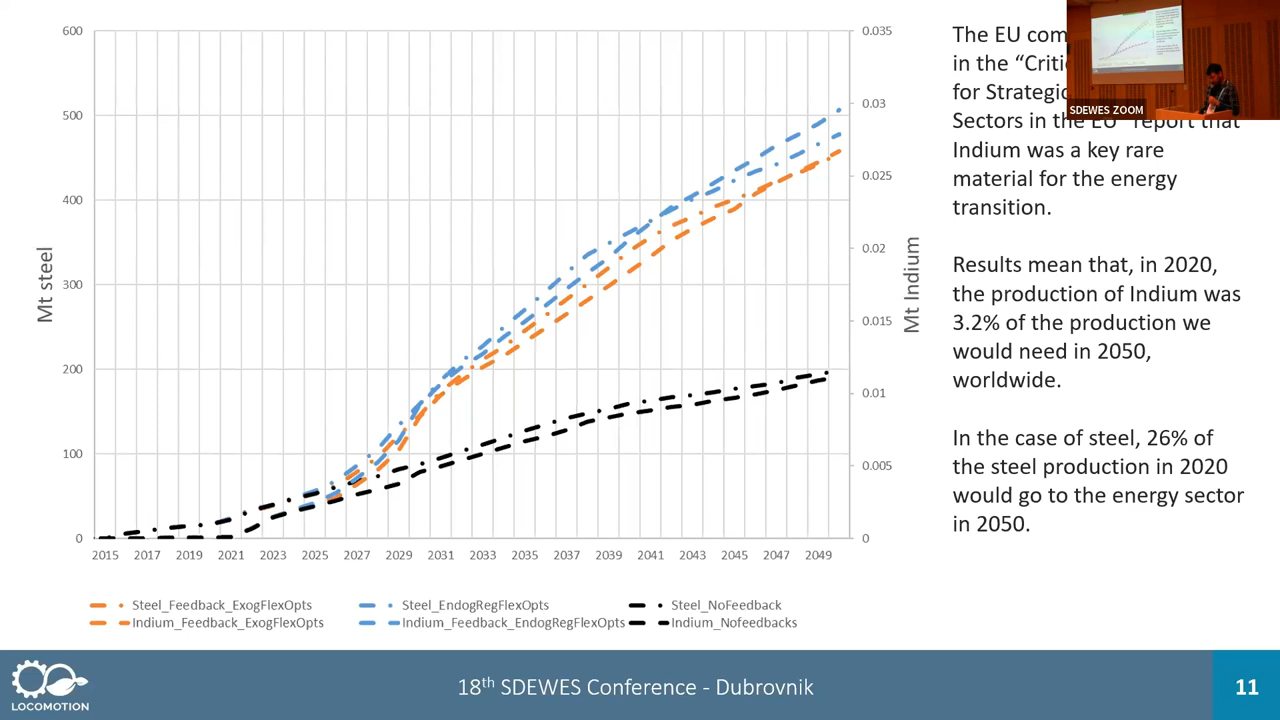 600
500
400
300
200
100
0
Mt steel
0.035
0.03
0.025
0.02
0.015
0.01
0.005
0
Mt Indium
2015 2017 2019 2021 2023 2025 2027 2029 2031 2033 2035 2037 2039 2041 2043 2045 2047 2049
Steel_Feedback_ExogFlexOpts Steel_EndogRegFlexOpts Steel_NoFeedback
Indium_Feedback_ExogFlexOpts Indium_Feedback_EndogRegFlexOpts Indium_Nofeedbacks
The EU
in the
for
Sectors in the EU" report that
Indium was a key rare
material for the energy
transition.
Results mean that, in 2020,
the production of Indium was
3.2% of the production we
would need in 2050,
worldwide.
In the case of steel, 26% of
the steel production in 2020
would go to the energy sector
in 2050.
SDEWES ZOOM
LOCOMOTION
18th SDEWES Conference - Dubrovnik
11